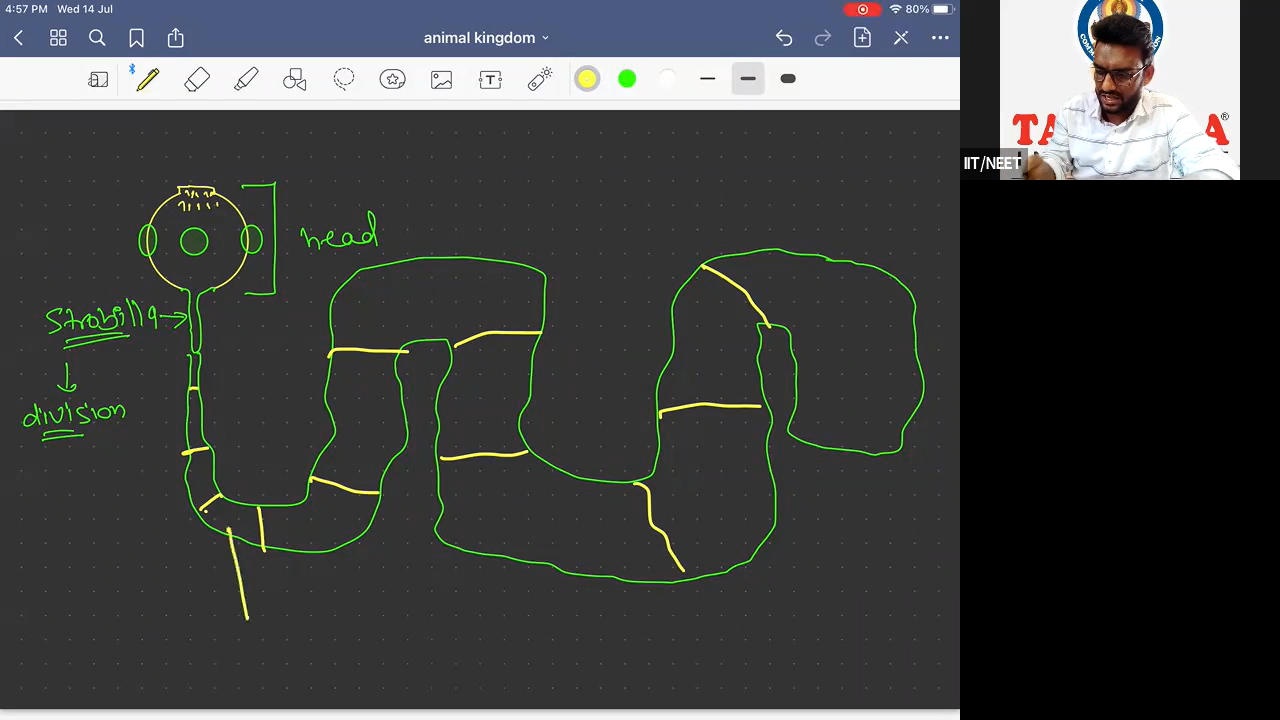 4:57 PM Wed 14 Jul
80%
animal kingdom
IIT/NEET
head
Strobilla
division